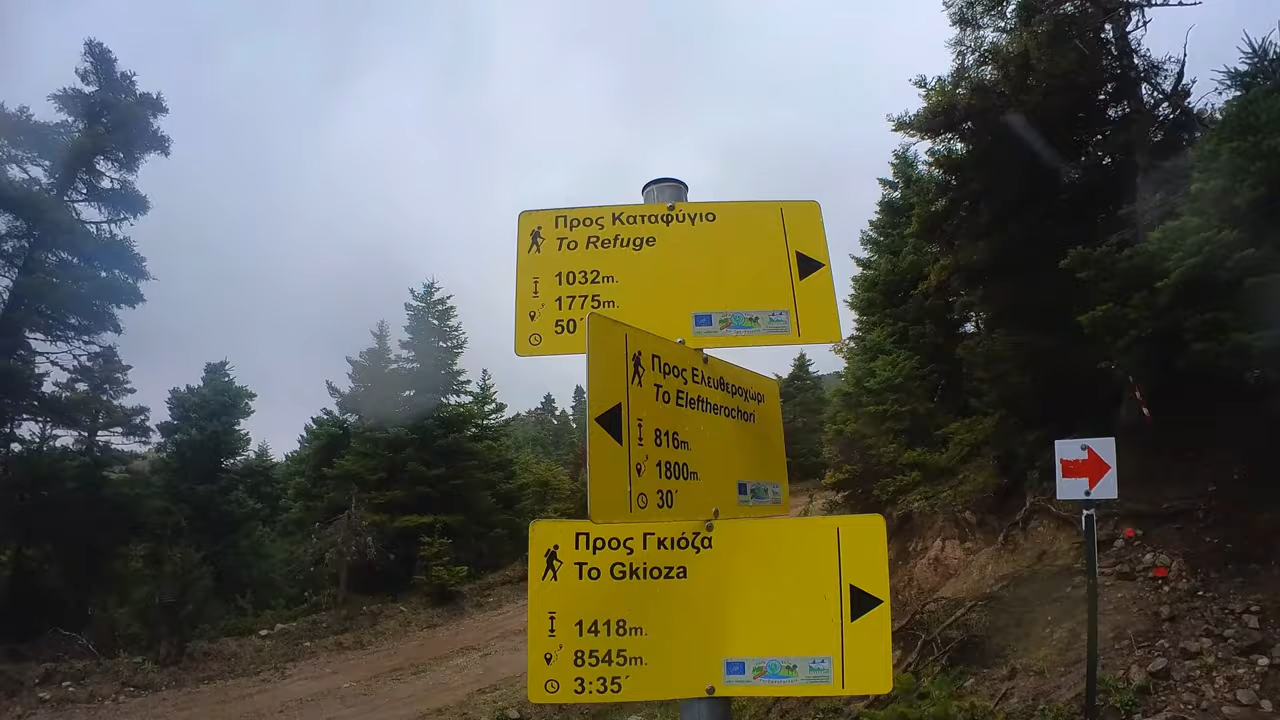 Προς Καταφύγιο
To Refuge
1032m.
1775m.
50΄
Προς Ελευθεροχώρι
To Eleftherochori
816m.
1800m.
30΄
Προς Γκιόζα
To Gkioza
1418m.
8545m.
3:35΄